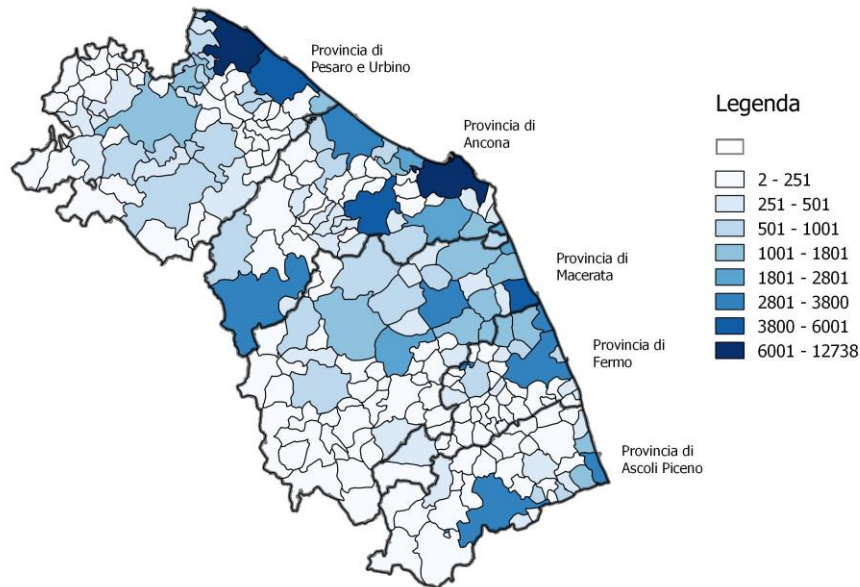 Provincia di
Pesaro e Urbino
Provincia di
Ancona
Provincia di
Macerata
Provincia di
Fermo
Provincia di
Ascoli Piceno
Legenda
2 - 251
251 - 501
501 - 1001
1001 - 1801
1801 - 2801
2801 - 3800
3800 - 6001
6001 - 12738